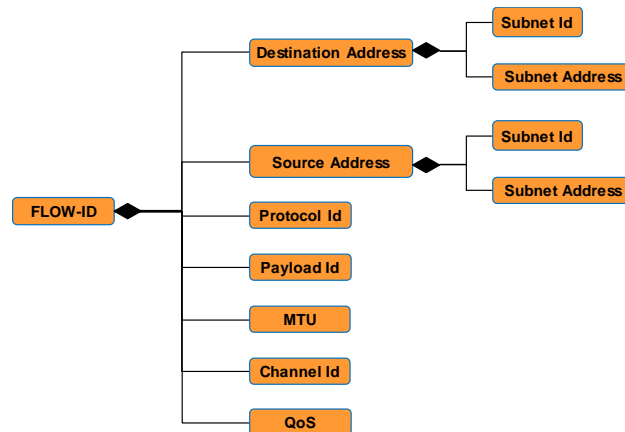 Subnet Id
Destination Address
Subnet Address
Subnet Id
Source Address
Subnet Address
FLOW-ID
Protocol Id
Payload Id
MTU
Channel Id
QoS